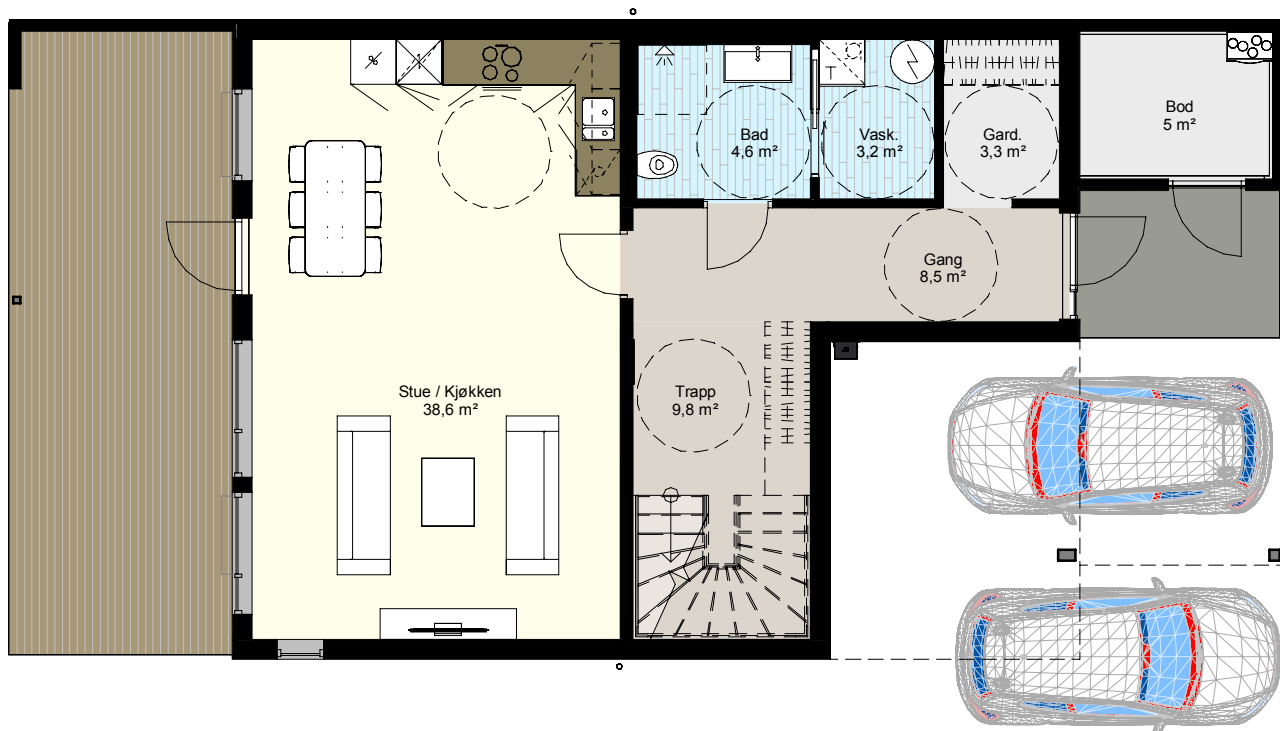 Bad
4,6 m²
Vask.
3,2 m²
Gard.
3,3 m²
Bod
5 m²
T
Gang
8,5 m²
Stue / Kjøkken
38,6 m²
Trapp
9,8 m²